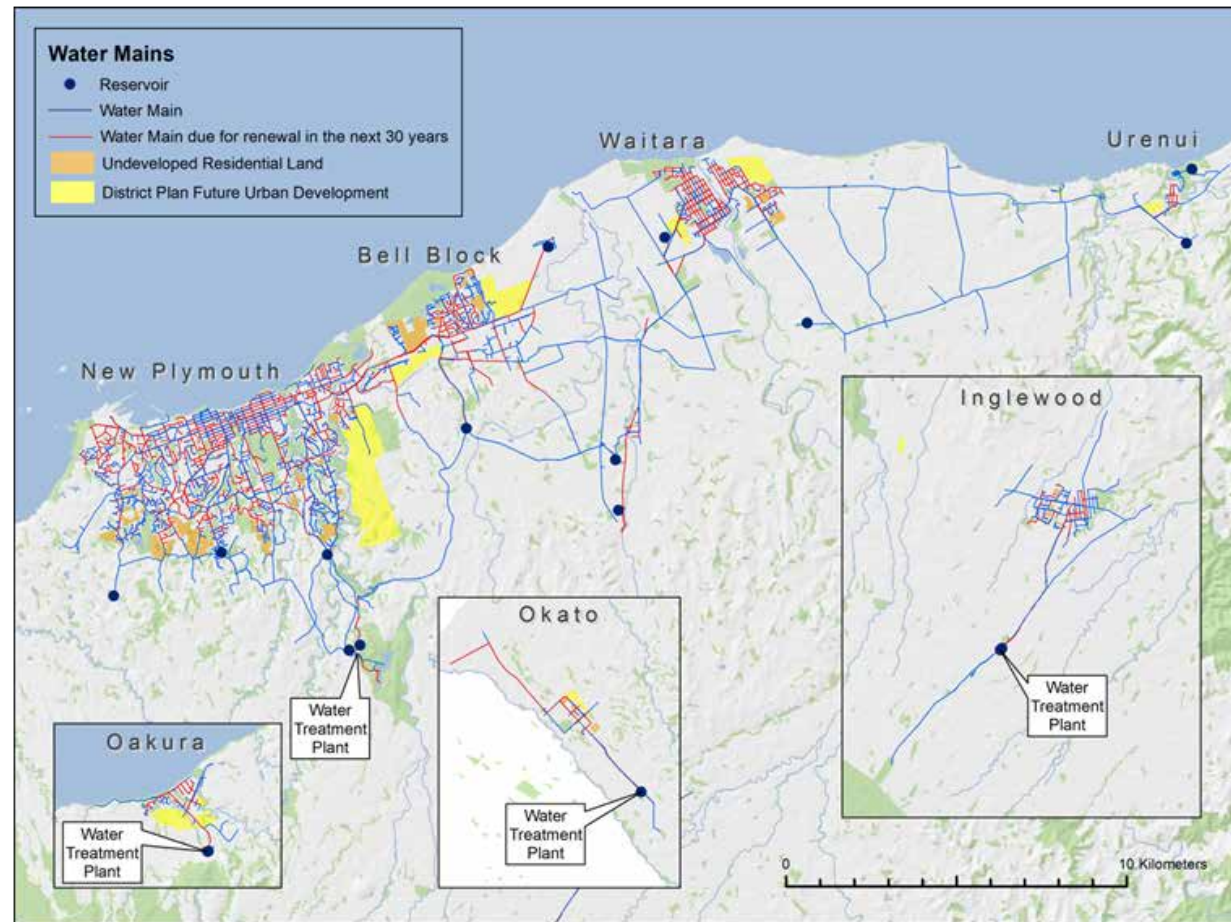 Water Mains
Reservoir
Water Main
Water Main due for renewal in the next 30 years
Undeveloped Residential Land
District Plan Future Urban Development
Waitara
Urenui
Bell Block
New Plymouth
Inglewood
Water
Treatment
Plant
Okato
Water
Treatment
Plant
Water
Treatment
Plant
Oakura
Water
Treatment
Plant
0
10 Kilometers